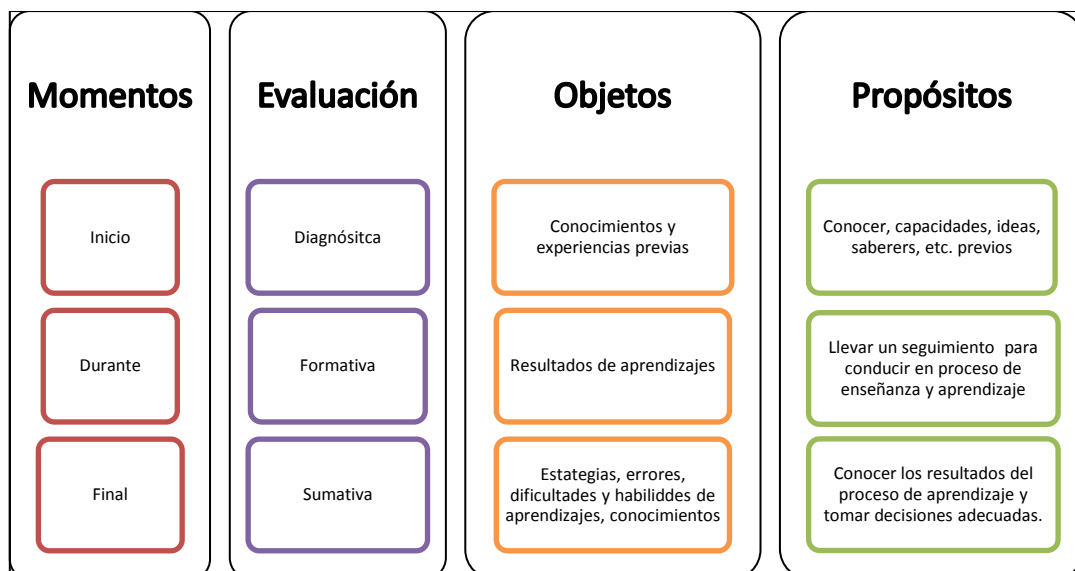 Momentos
Evaluación
Objetos
Propósitos
Inicio
Diagnósitca
Conocimientos y
experiencias previas
Conocer, capacidades, ideas,
saberers, etc. previos
Durante
Formativa
Resultados de aprendizajes
Llevar un seguimiento para
conducir en proceso de
enseñanza y aprendizaje
Final
Sumativa
Estategias, errores,
dificultades y habiliddes de
aprendizajes, conocimientos
Conocer los resultados del
proceso de aprendizaje y
tomar decisiones adecuadas.